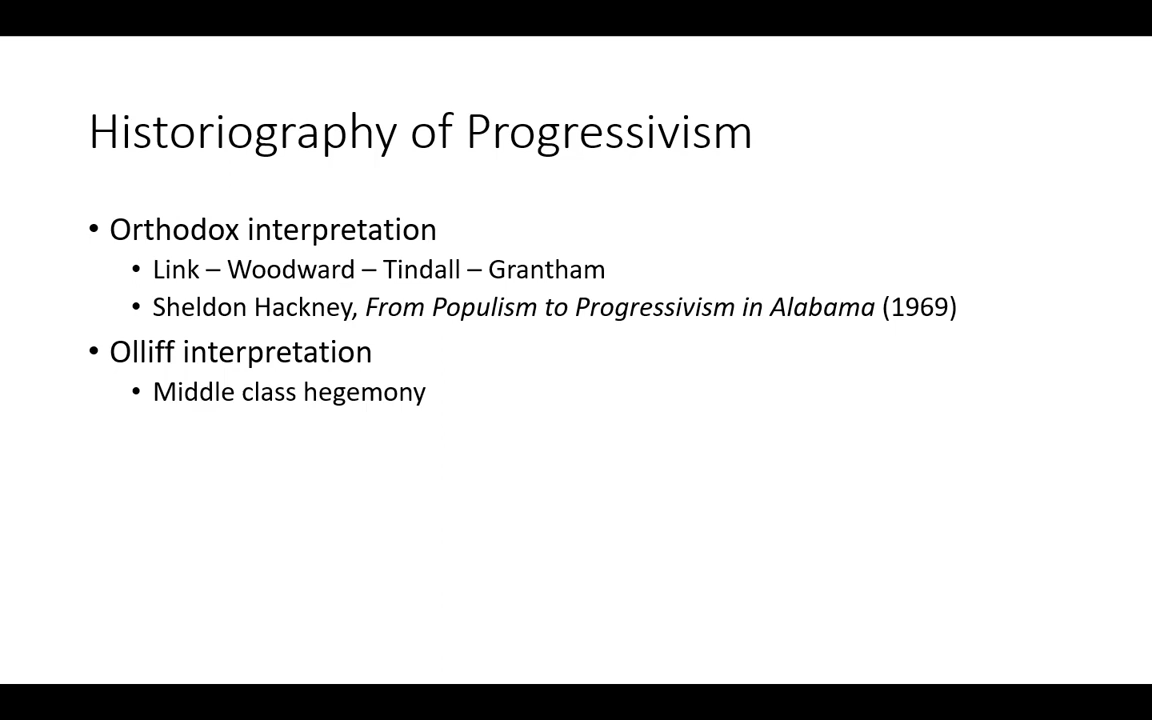 Historiography of Progressivism
• Orthodox interpretation
• Link – Woodward – Tindall – Grantham
• Sheldon Hackney, From Populism to Progressivism in Alabama (1969)
• Olliff interpretation
• Middle class hegemony